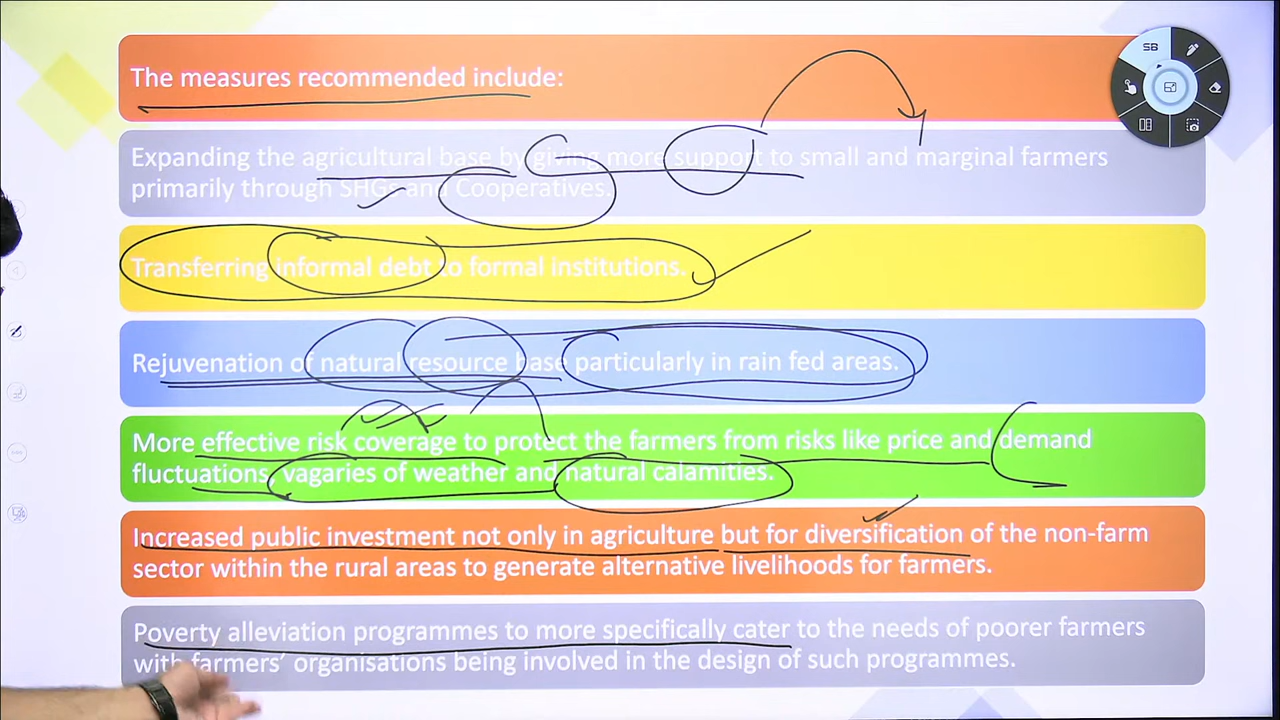 The measures recommended include:
SB
Expanding the agricultural base by giving more support to small and marginal farmers
primarily through SHGs and Cooperatives.
Transferring informal debt to formal institutions.
Rejuvenation of natural resource base particularly in rain fed areas.
More effective risk coverage to protect the farmers from risks like price and demand
fluctuations, vagaries of weather and natural calamities.
Increased public investment not only in agriculture but for diversification of the non-farm
sector within the rural areas to generate alternative livelihoods for farmers.
Poverty alleviation programmes to more specifically cater to the needs of poorer farmers
with farmers' organisations being involved in the design of such programmes.